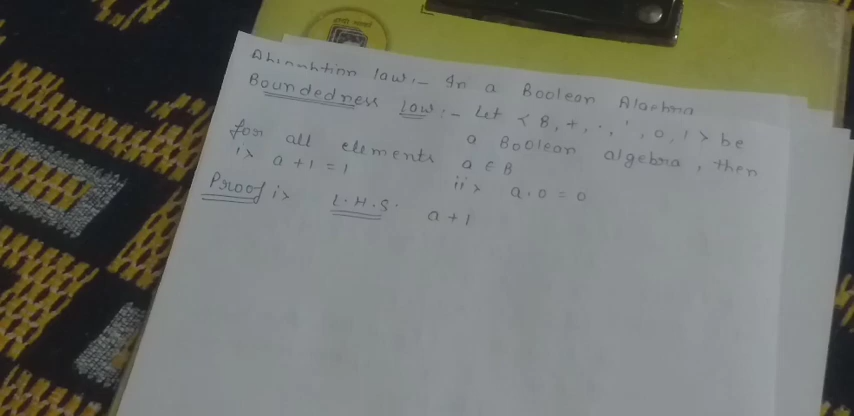 law :- In a Boolean Algebra
Boundedness Law :- Let < B, +, ·, ', 0, 1 > be
a Boolean algebra, then
for all elements a ∈ B
i> a + 1 = 1 ii> a · 0 = 0
Proof i> L.H.S. a + 1